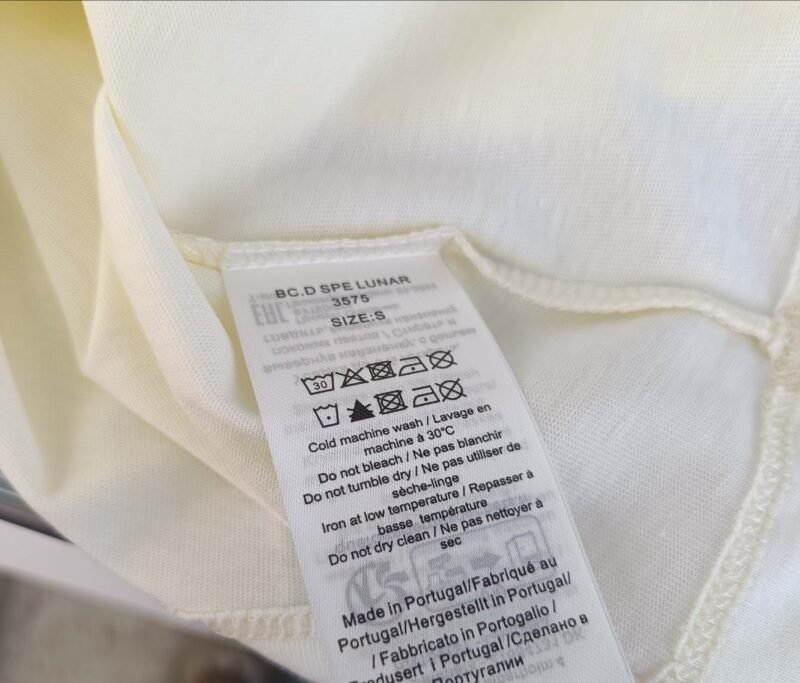 BC.D SPE LUNAR
3575
SIZE:S
30
Cold machine wash / Lavage en
machine à 30°C
Do not bleach / Ne pas blanchir
Do not tumble dry / Ne pas utiliser de
sèche-linge
Iron at low temperature / Repasser à
basse température
Do not dry clean / Ne pas nettoyer à
sec
Made in Portugal/Fabriqué au
Portugal/Hergestellt in Portugal/
/ Fabbricato in Portogallo /
Produsert i Portugal /Сделано в
Португалии